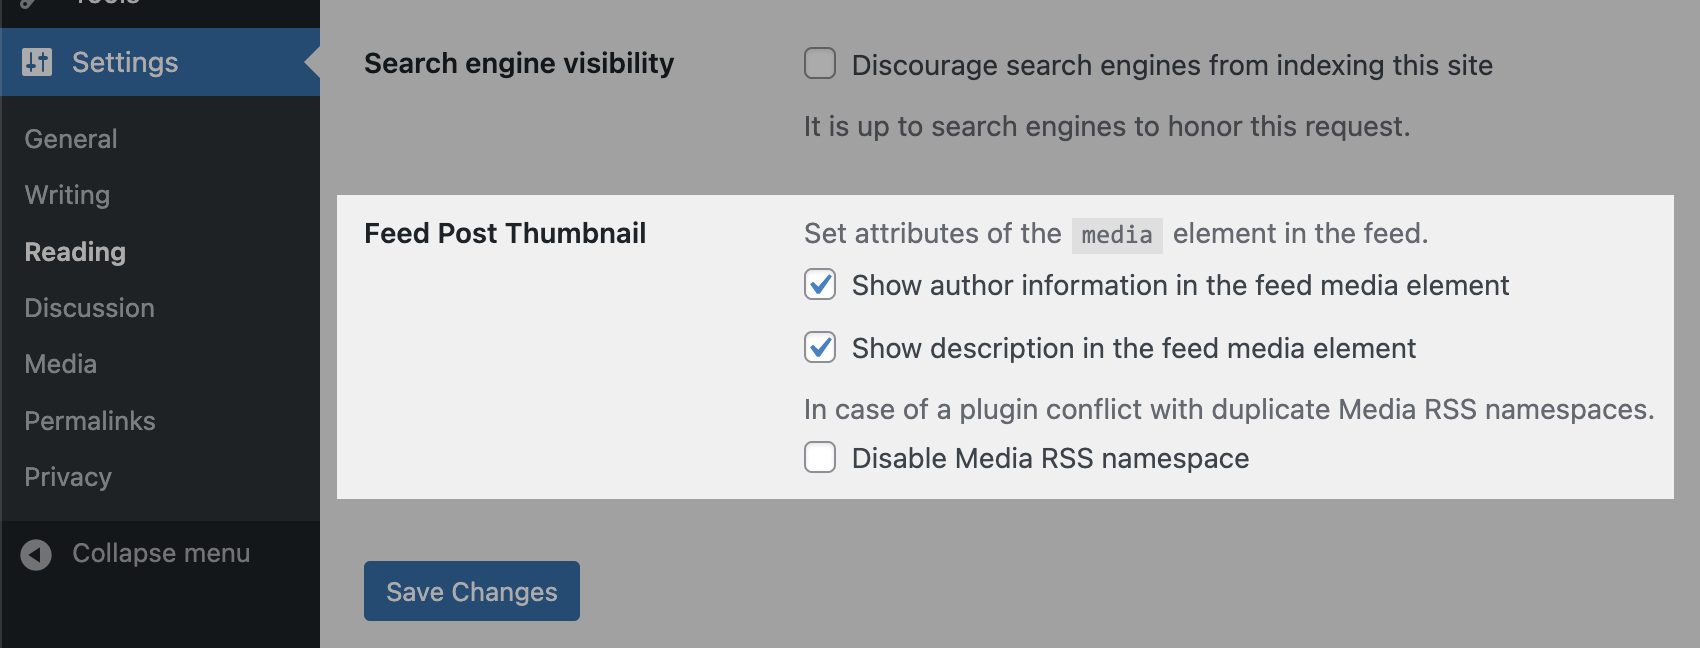 Tools
Settings
General
Writing
Reading
Discussion
Media
Permalinks
Privacy
Collapse menu
Search engine visibility
Discourage search engines from indexing this site
It is up to search engines to honor this request.
Feed Post Thumbnail
Set attributes of the media element in the feed.
Show author information in the feed media element
Show description in the feed media element
In case of a plugin conflict with duplicate Media RSS namespaces.
Disable Media RSS namespace
Save Changes